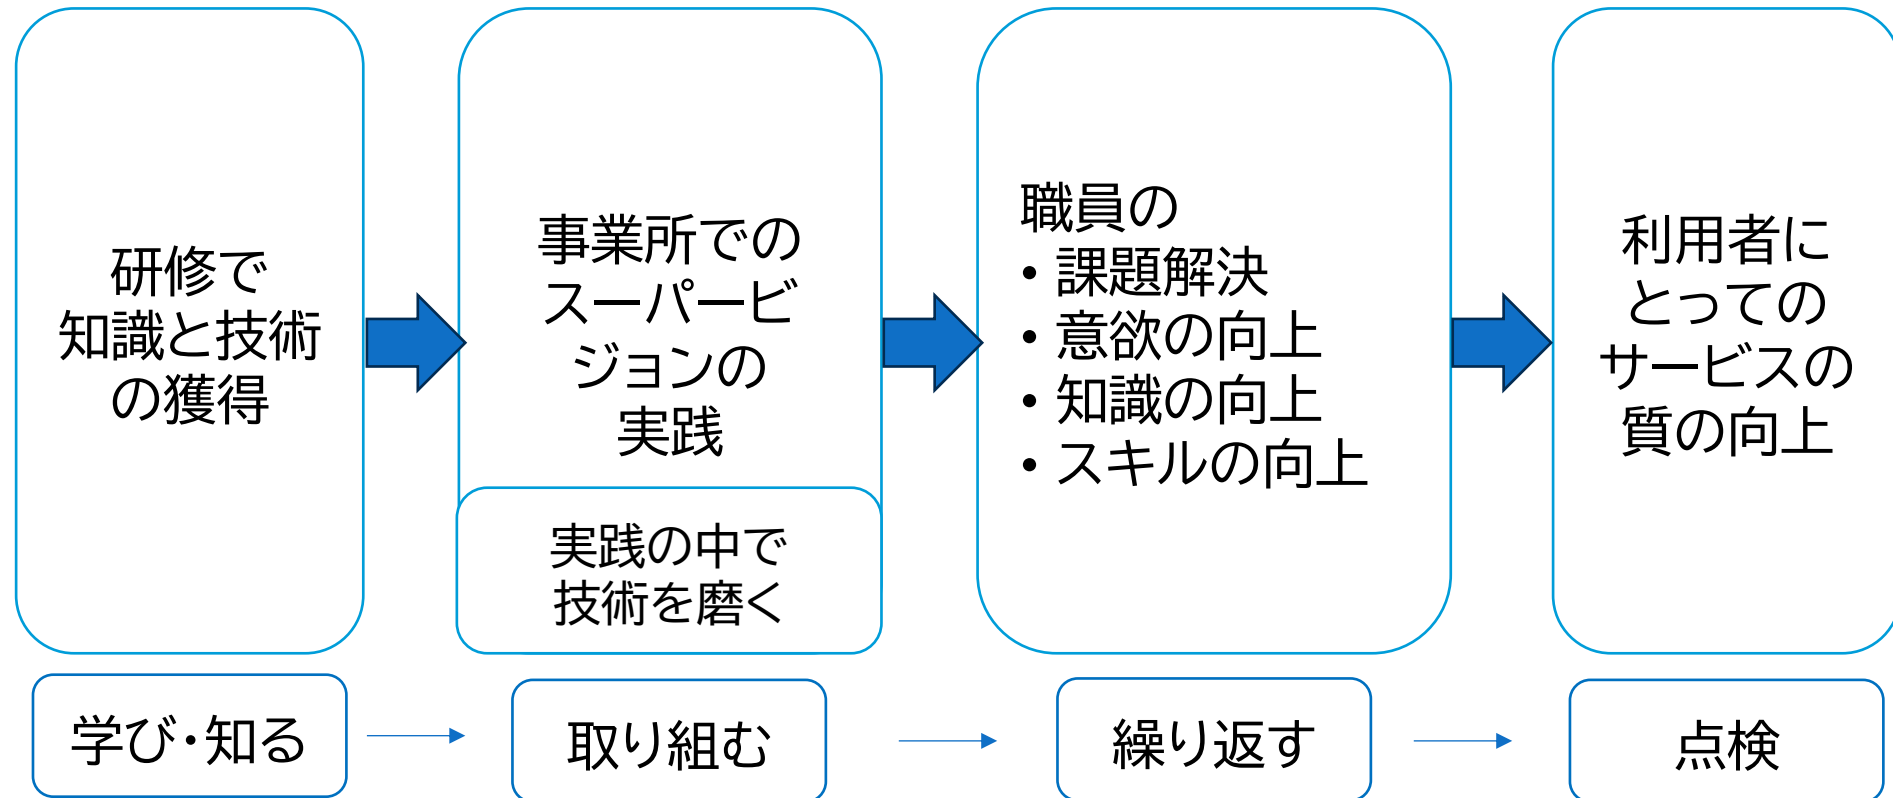 研修で
知識と技術
の獲得
事業所での
スーパービ
ジョンの
実践
実践の中で
技術を磨く
職員の
・課題解決
・意欲の向上
・知識の向上
・スキルの向上
利用者に
とっての
サービスの
質の向上
学び・知る
取り組む
繰り返す
点検